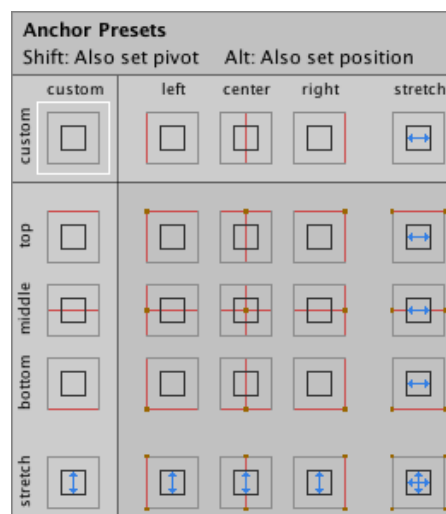 Anchor Presets
Shift: Also set pivot Alt: Also set position
custom left center right stretch
custom
top
middle
bottom
stretch